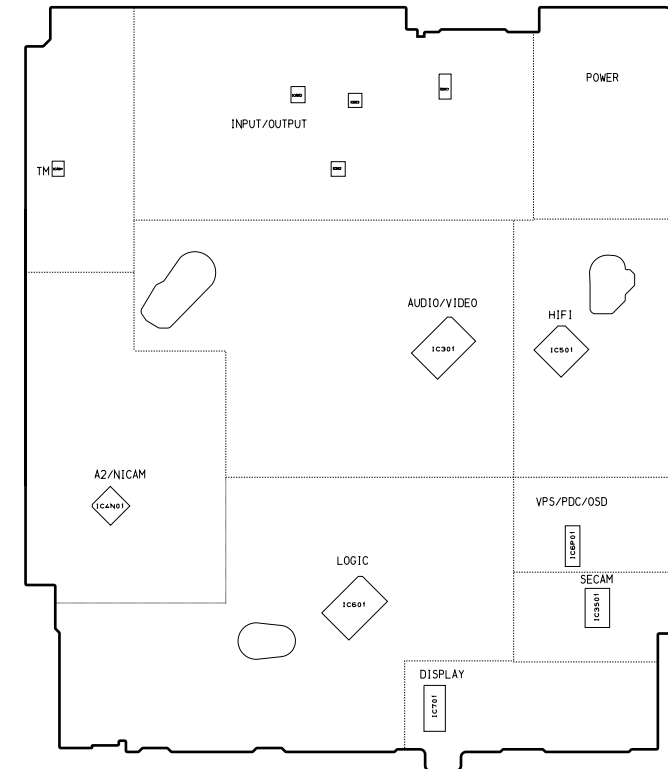 POWER
INPUT/OUTPUT
TM
AUDIO/VIDEO
HIFI
IC301
IC501
A2/NICAM
IC4N01
VPS/PDC/OSD
IC6P01
LOGIC
SECAM
IC601
IC3501
DISPLAY
IC701